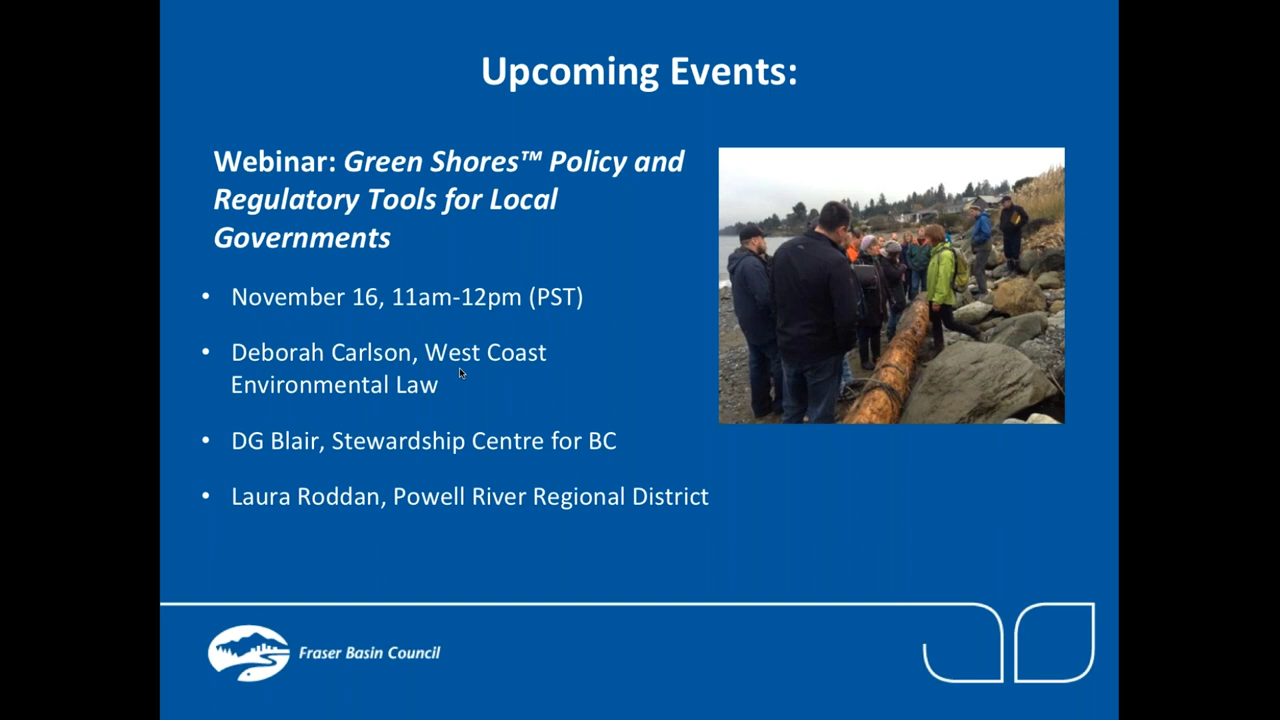 Upcoming Events:
Webinar: Green Shores™ Policy and
Regulatory Tools for Local
Governments
• November 16, 11am-12pm (PST)
• Deborah Carlson, West Coast
Environmental Law
• DG Blair, Stewardship Centre for BC
• Laura Roddan, Powell River Regional District
Fraser Basin Council